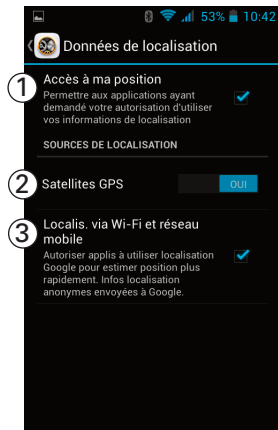 53% 10:42
Données de localisation
1
Accès à ma position
Permettre aux applications ayant
demandé votre autorisation d'utiliser
vos informations de localisation
SOURCES DE LOCALISATION
2
Satellites GPS
OUI
3
Localis. via Wi-Fi et réseau
mobile
Autoriser applis à utiliser localisation
Google pour estimer position plus
rapidement. Infos localisation
anonymes envoyées à Google.